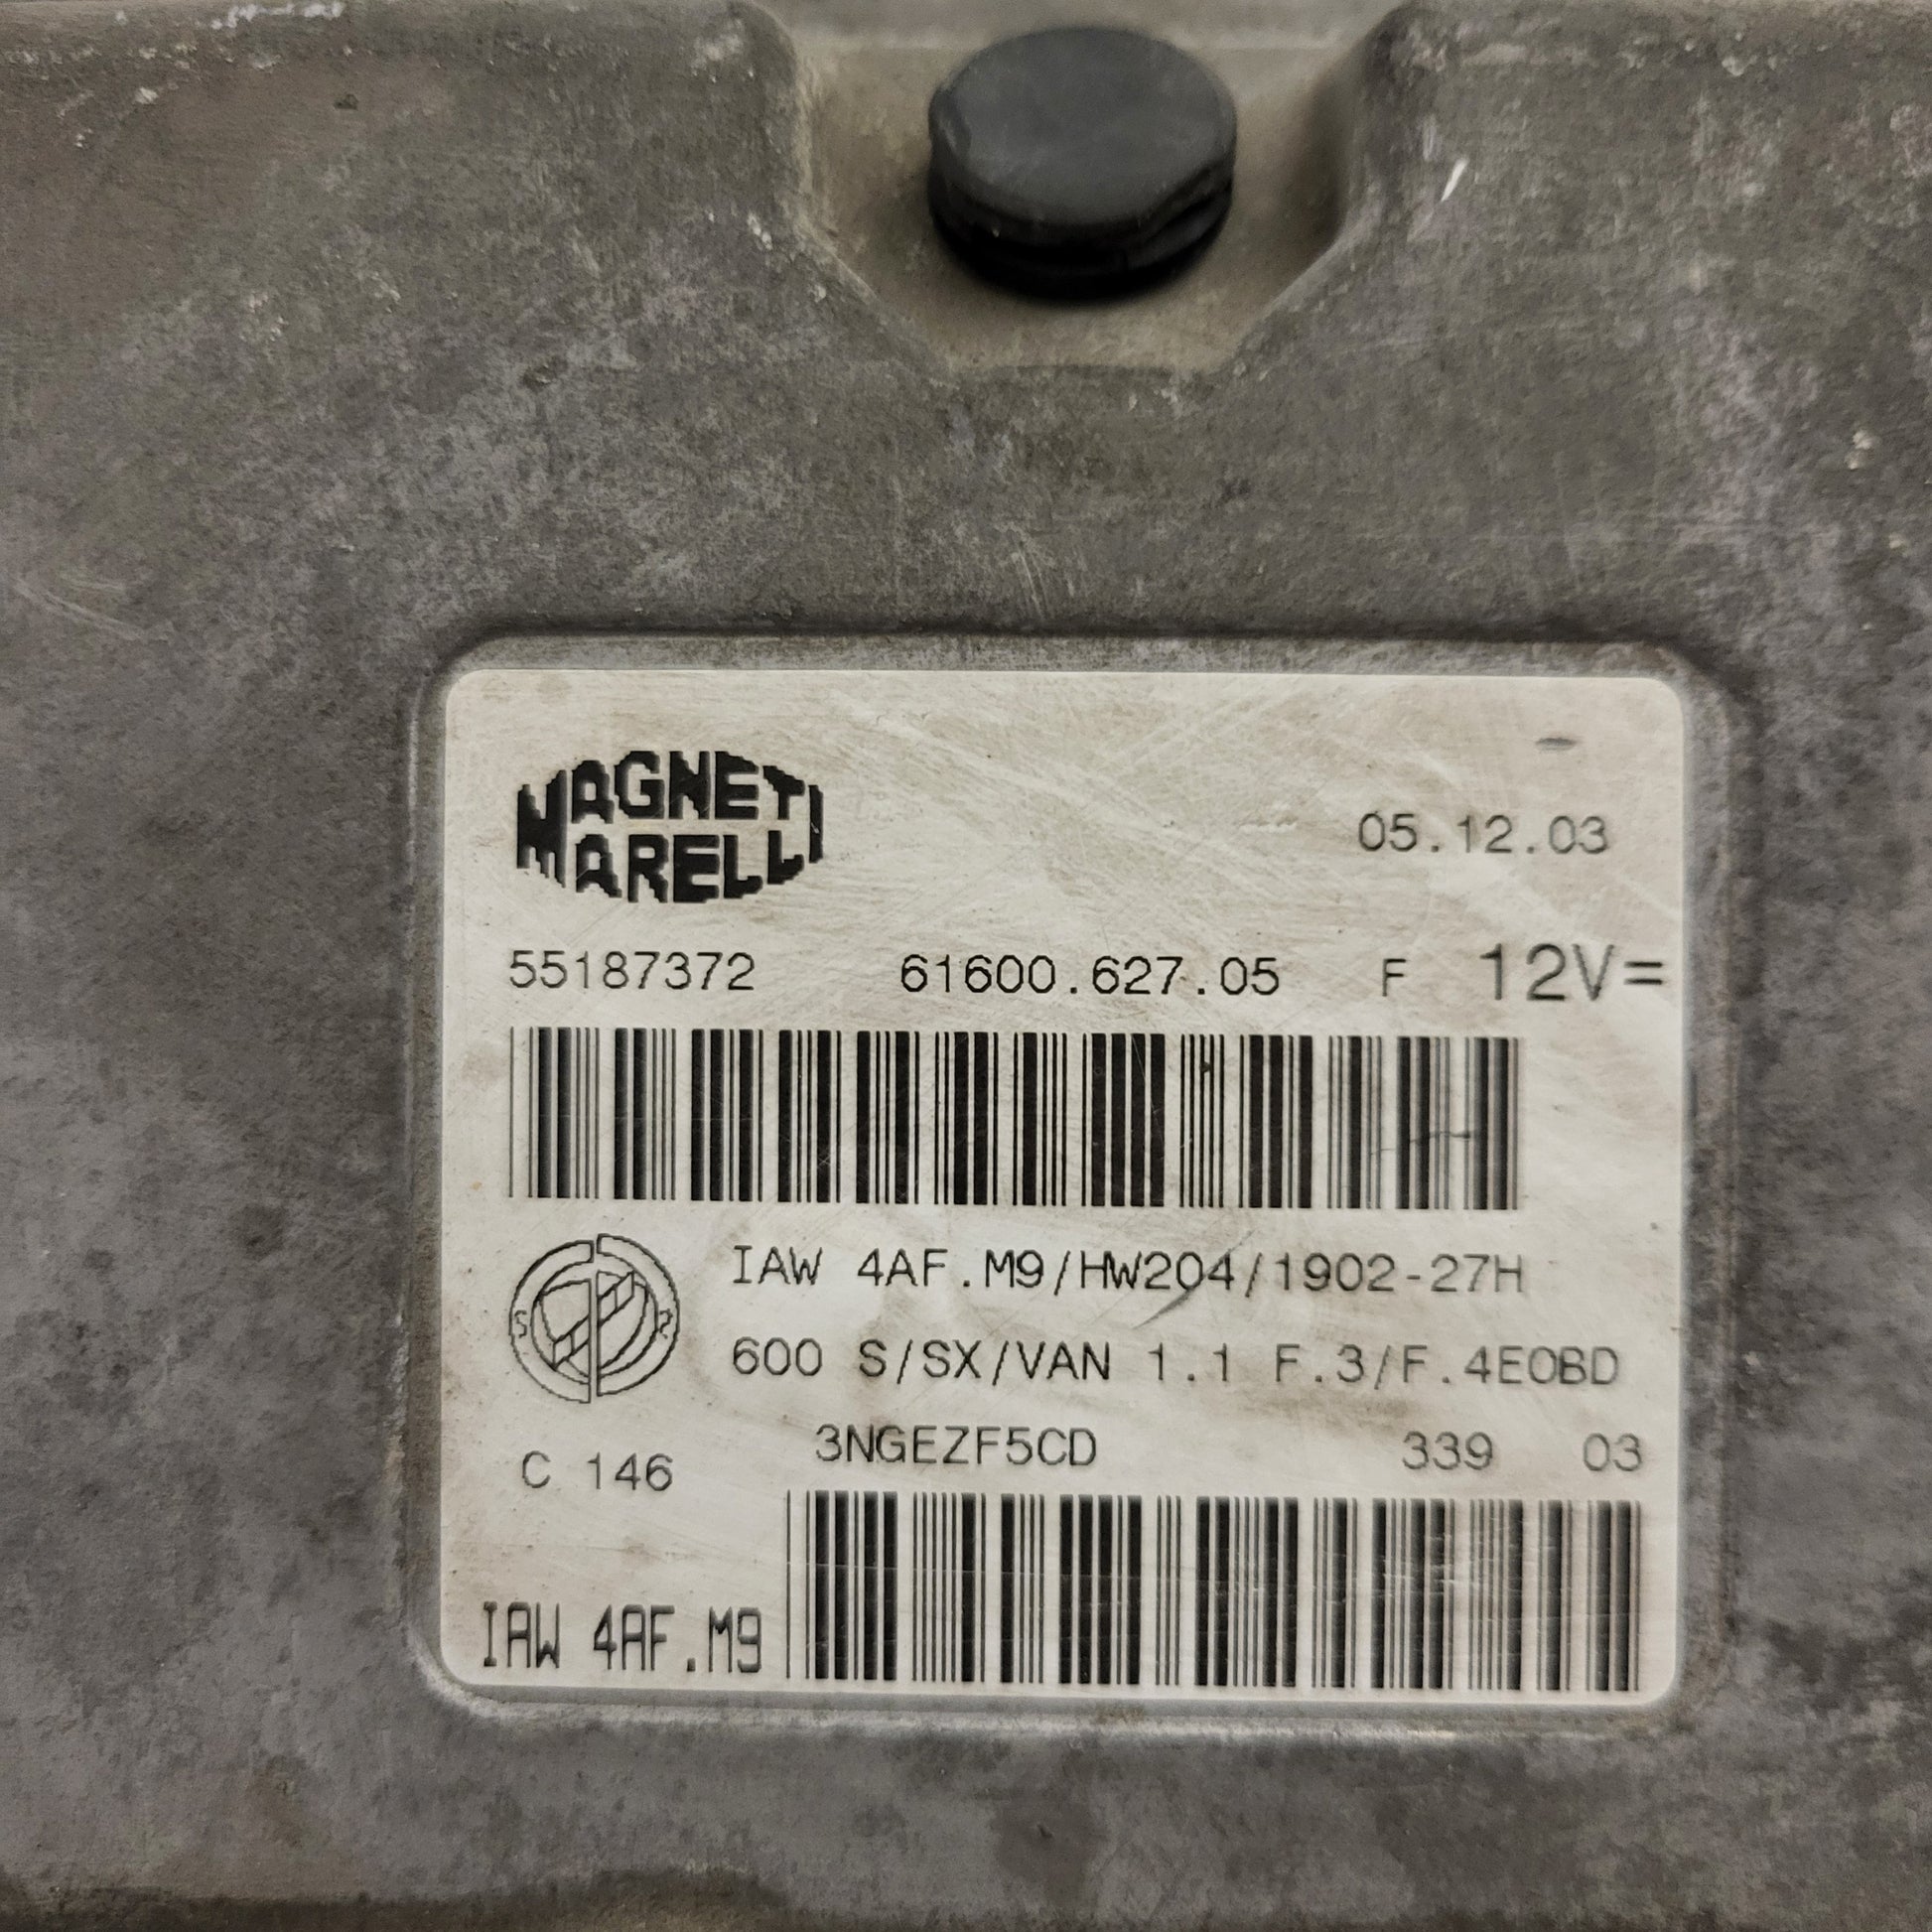 MAGNETI
MARELLI
05.12.03
55187372 61600.627.05 F 12V=
IAW 4AF.M9/HW204/1902-27H
S R
600 S/SX/VAN 1.1 F.3/F.4EOBD
3NGEZF5CD 339 03
C 146
IAW 4AF.M9